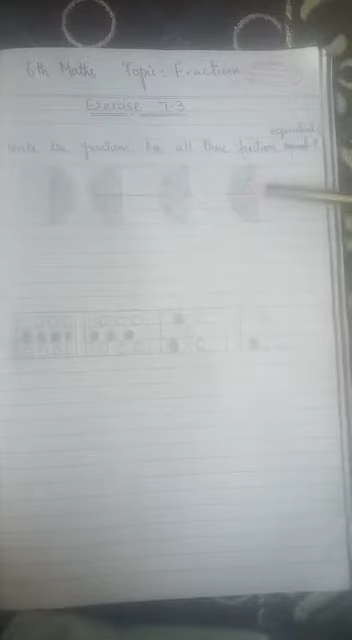 6th Maths Topic: Fractions
Exercise 7.3
equivalent
write the fractions. Are all these fractions